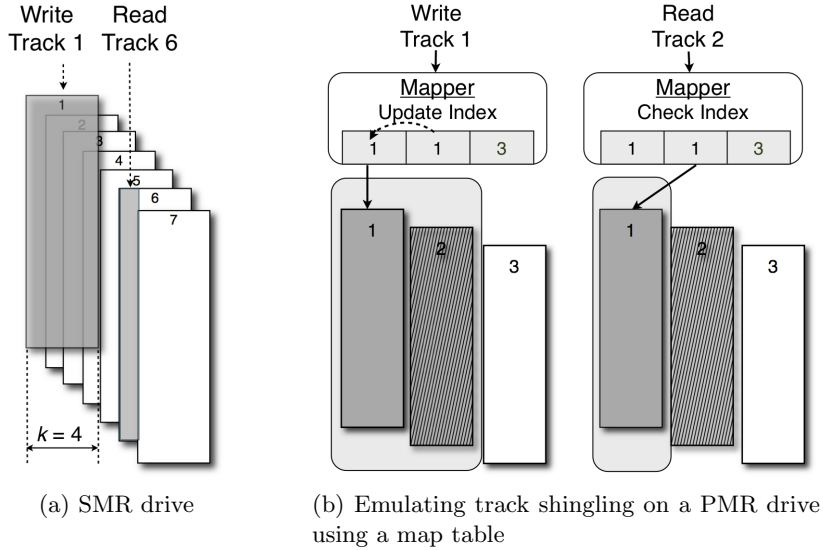 Write
Track 1
Read
Track 6
1
2
3
4
5
6
7
k = 4
(a) SMR drive
Write
Track 1
Mapper
Update Index
1 1 3
1
2
3
Read
Track 2
Mapper
Check Index
1 1 3
1
2
3
(b) Emulating track shingling on a PMR drive
using a map table